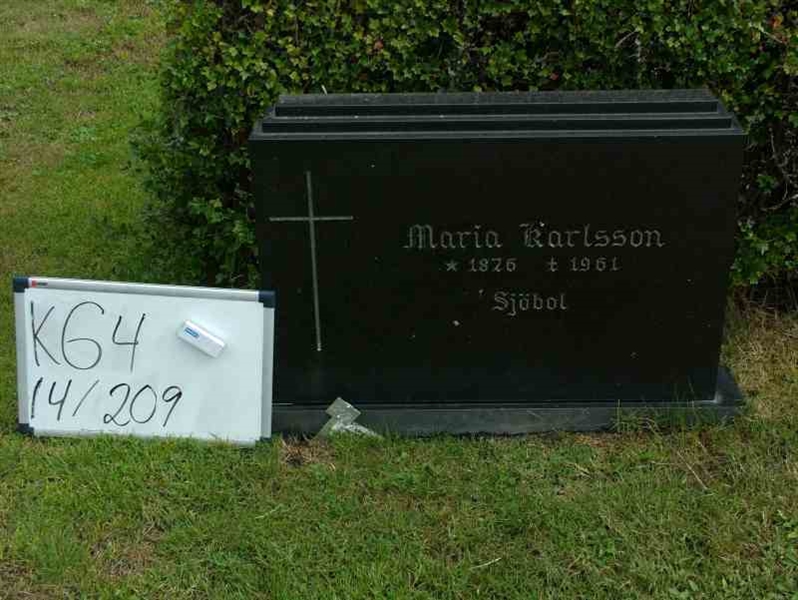 Maria Karlsson
* 1876 ‡ 1961
Sjöbol
KG4
14/209